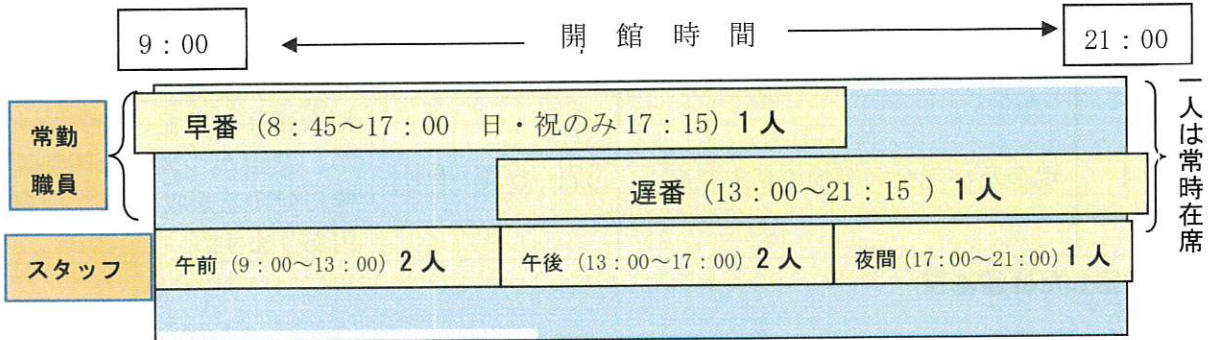 9：00
開館時間
21：00
常勤
職員
早番（8：45～17：00　日・祝のみ 17：15）1人
遅番（13：00～21：15 ）1人
一人は常時在席
スタッフ
午前（9：00～13：00）2人
午後（13：00～17：00）2人
夜間（17：00～21：00）1人